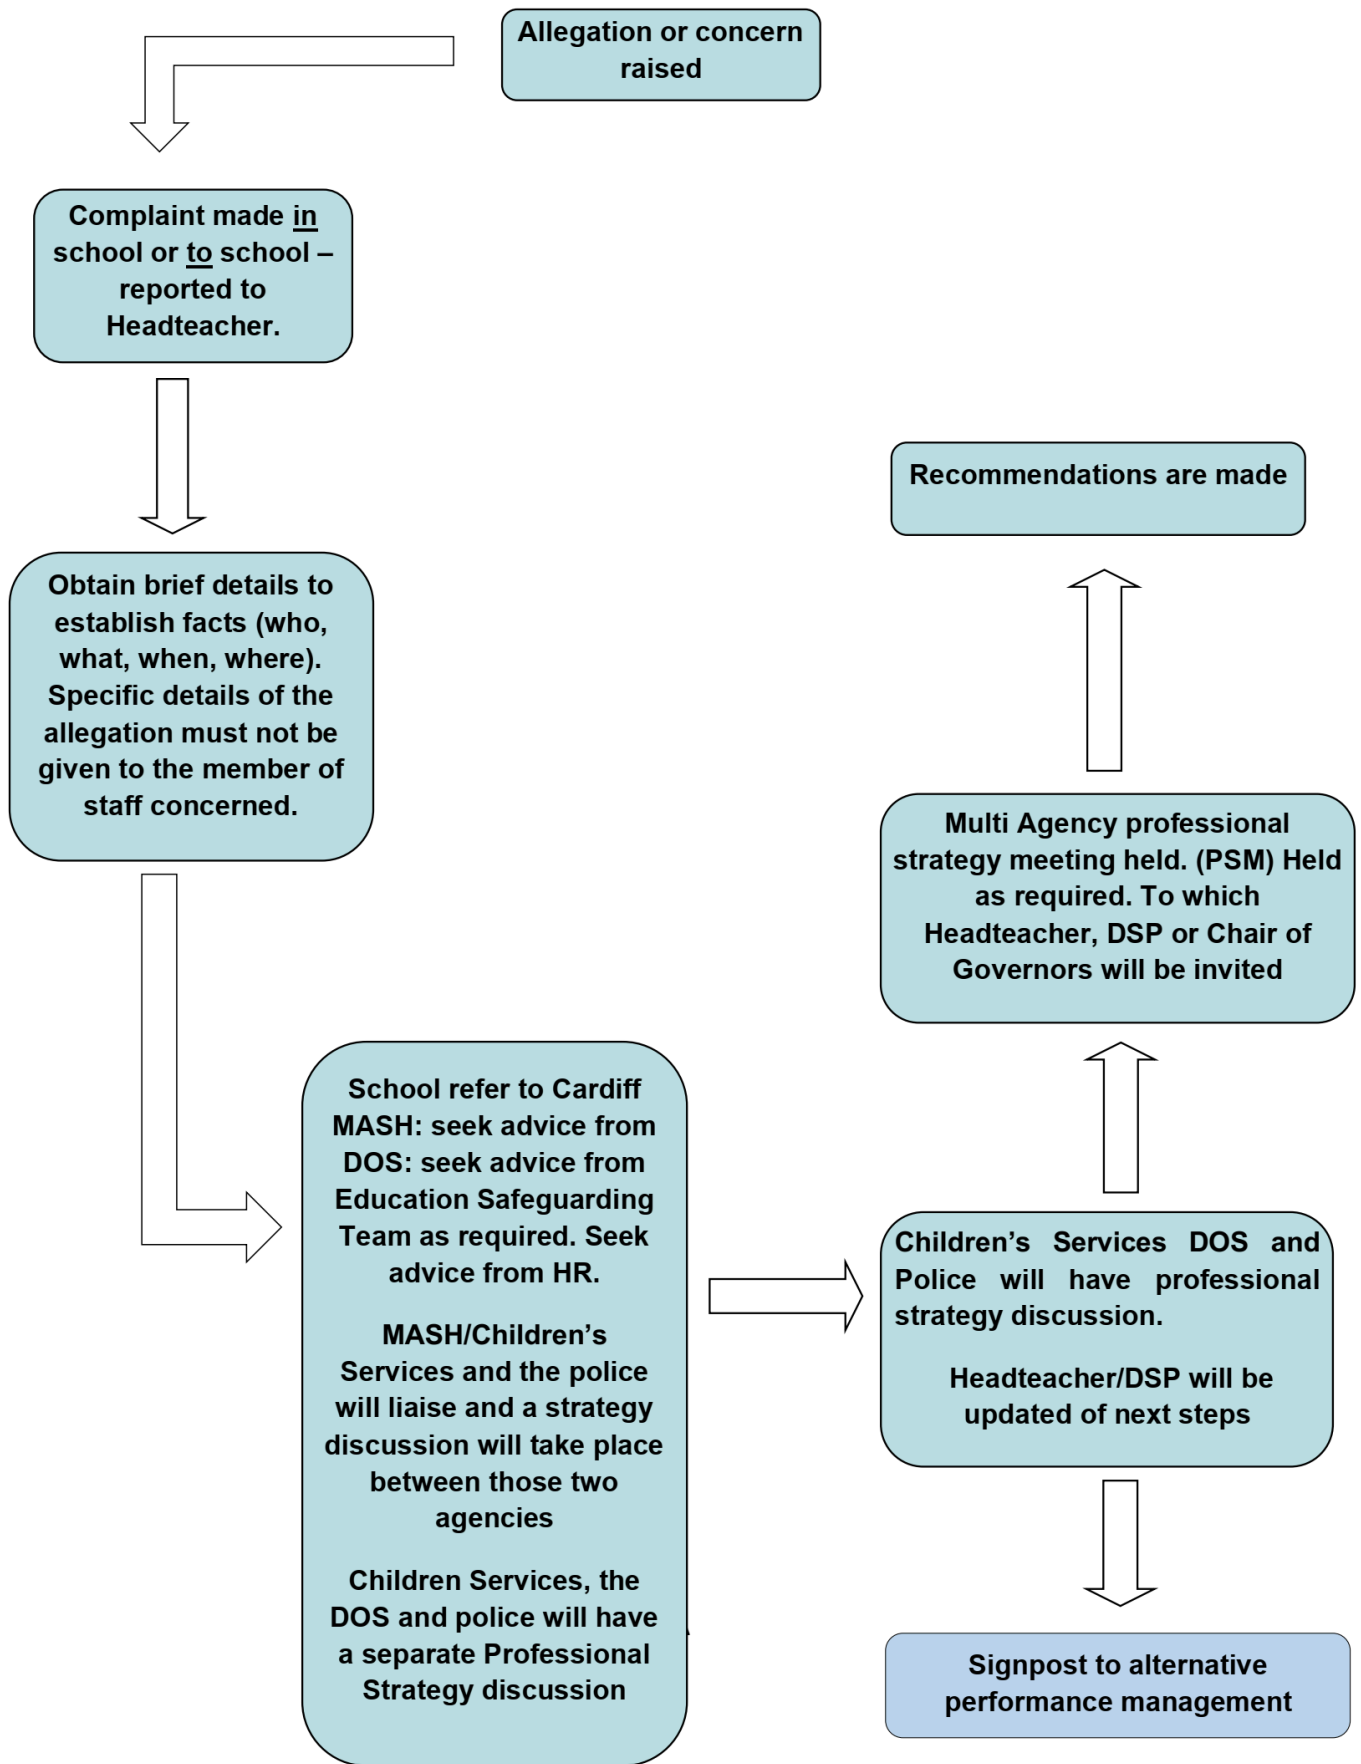 Allegation or concern
raised
Complaint made in
school or to school –
reported to
Headteacher.
Obtain brief details to
establish facts (who,
what, when, where).
Specific details of the
allegation must not be
given to the member of
staff concerned.
School refer to Cardiff
MASH: seek advice from
DOS: seek advice from
Education Safeguarding
Team as required. Seek
advice from HR.
MASH/Children’s
Services and the police
will liaise and a strategy
discussion will take place
between those two
agencies
Children Services, the
DOS and police will have
a separate Professional
Strategy discussion
Children’s Services DOS and
Police will have professional
strategy discussion.
Headteacher/DSP will be
updated of next steps
Multi Agency professional
strategy meeting held. (PSM) Held
as required. To which
Headteacher, DSP or Chair of
Governors will be invited
Recommendations are made
Signpost to alternative
performance management